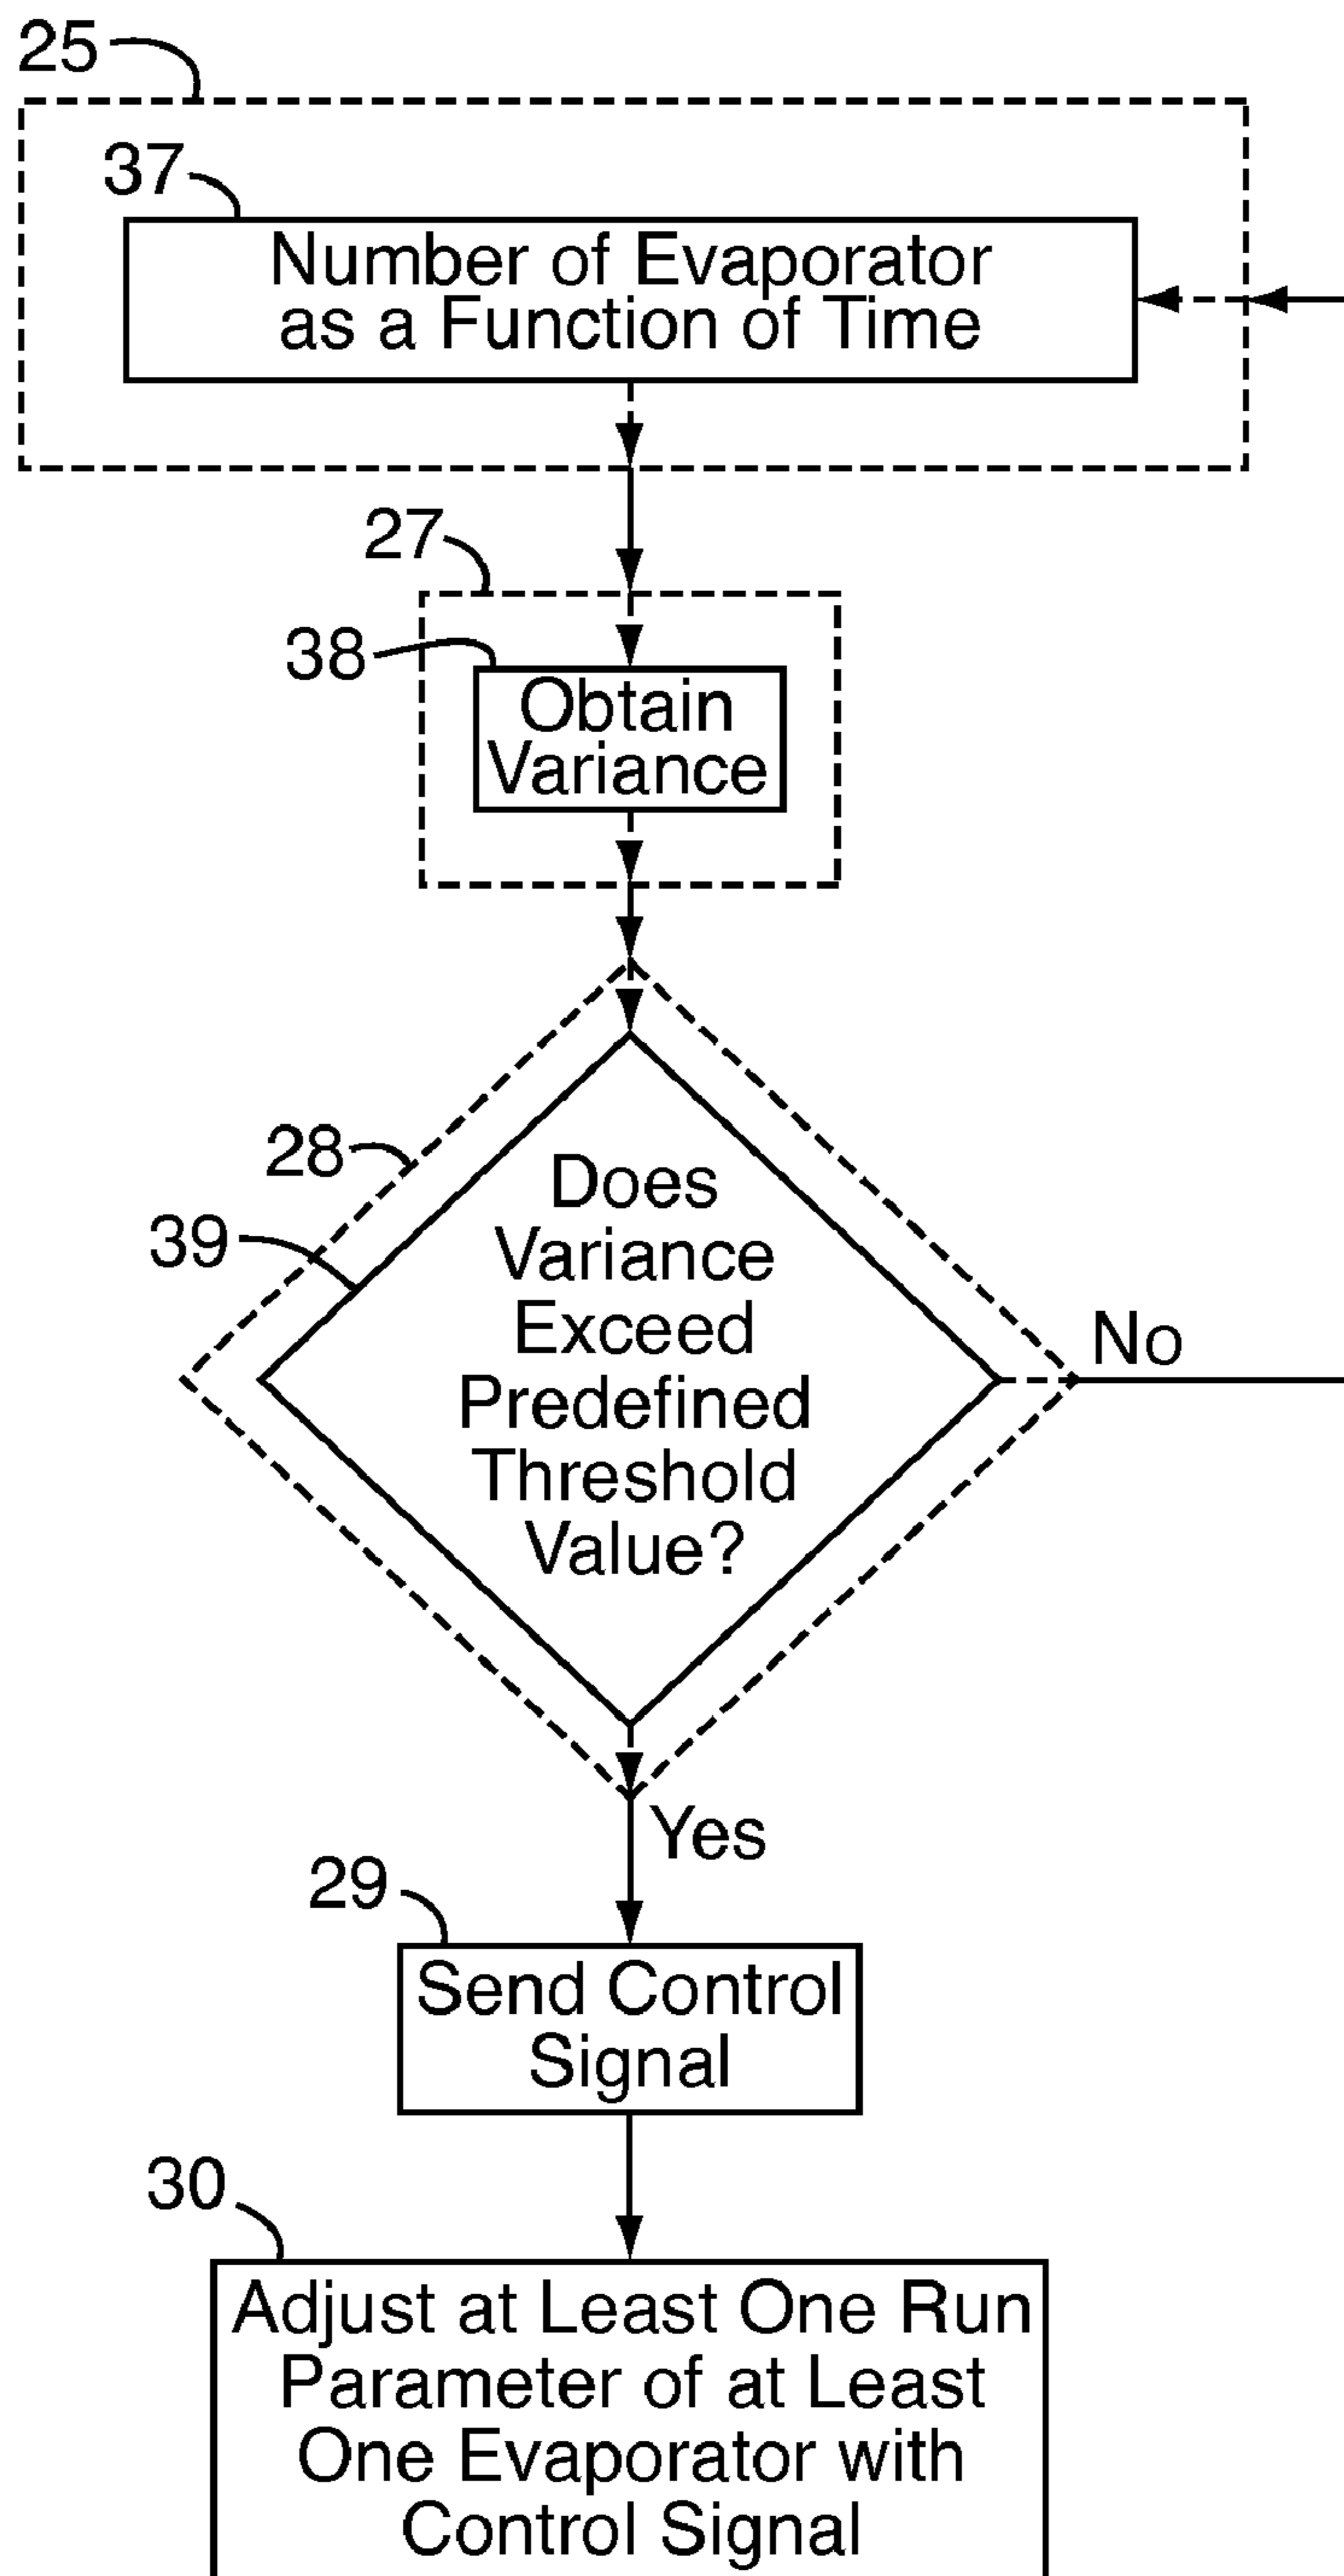 25
37
Number of Evaporator
as a Function of Time
27
38
Obtain
Variance
28
39
Does
Variance
Exceed
Predefined
Threshold
Value?
No
Yes
29
Send Control
Signal
30
Adjust at Least One Run
Parameter of at Least
One Evaporator with
Control Signal